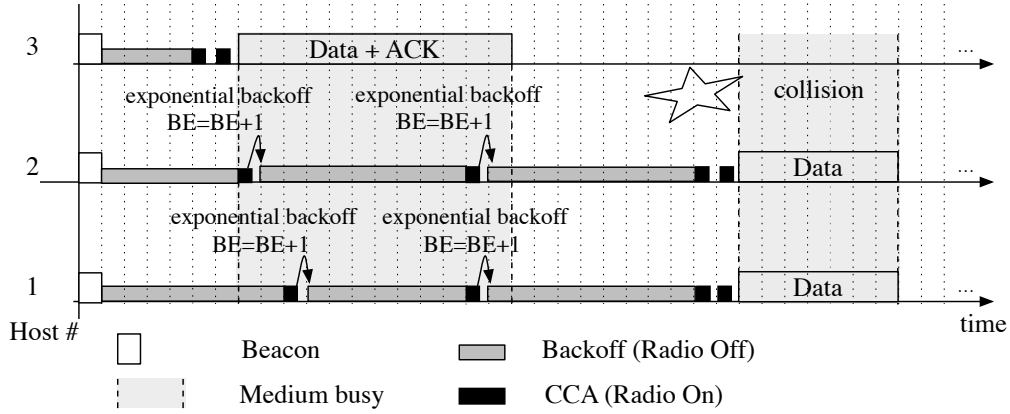 3
Data + ACK
...
exponential backoff
BE=BE+1
exponential backoff
BE=BE+1
collision
2
Data
...
exponential backoff
BE=BE+1
exponential backoff
BE=BE+1
1
Data
...
Host #
time
Beacon
Backoff (Radio Off)
Medium busy
CCA (Radio On)